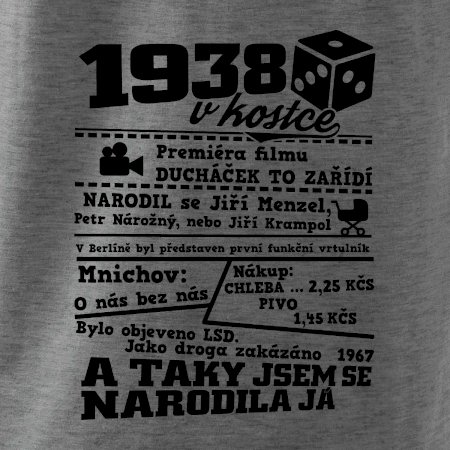 1938
v kostce
Premiéra filmu
DUCHÁČEK TO ZAŘÍDÍ
NARODIL se Jiří Menzel,
Petr Nárožný, nebo Jiří Krampol
V Berlíně byl představen první funkční vrtulník
Mnichov:
O nás bez nás
Nákup:
CHLEBA ... 2,25 KČS
PIVO
1,45 KČS
Bylo objeveno LSD.
Jako droga zakázáno 1967
A TAKY JSEM SE
NARODILA JÁ